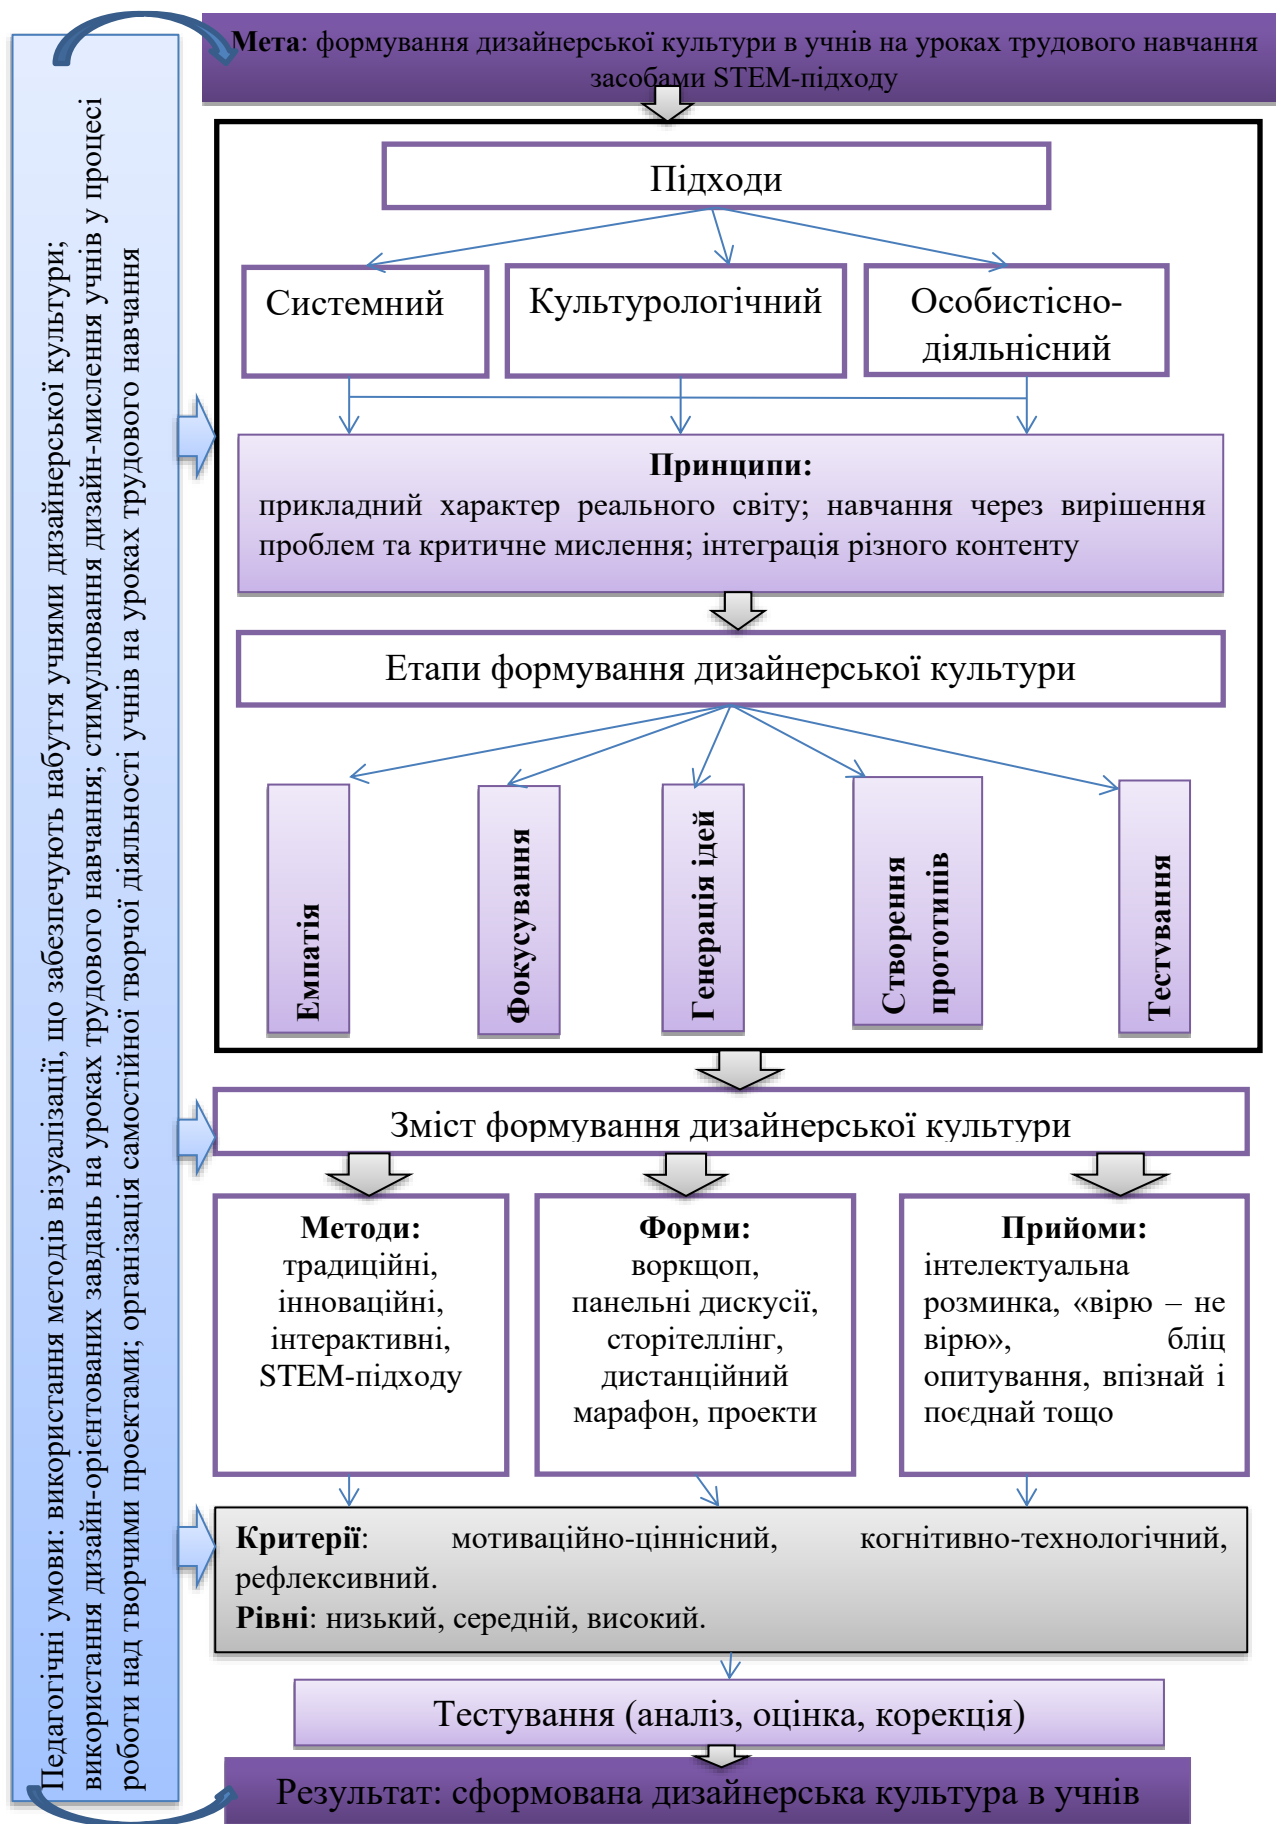 Мета: формування дизайнерської культури в учнів на уроках трудового навчання
засобами STEM-підходу
Педагогічні умови: використання методів візуалізації, що забезпечують набуття учнями дизайнерської культури;
використання дизайн-орієнтованих завдань на уроках трудового навчання; стимулювання дизайн-мислення учнів у процесі
роботи над творчими проектами; організація самостійної творчої діяльності учнів на уроках трудового навчання
Підходи
Системний
Культурологічний
Особистісно-
діяльнісний
Принципи:
прикладний характер реального світу; навчання через вирішення
проблем та критичне мислення; інтеграція різного контенту
Етапи формування дизайнерської культури
Емпатія
Фокусування
Генерація ідей
Створення
прототипів
Тестування
Зміст формування дизайнерської культури
Методи:
традиційні,
інноваційні,
інтерактивні,
STEM-підходу
Форми:
воркщоп,
панельні дискусії,
сторітеллінг,
дистанційний
марафон, проекти
Прийоми:
інтелектуальна
розминка, «вірю – не
вірю», бліц
опитування, впізнай і
поєднай тощо
Критерії: мотиваційно-ціннісний, когнітивно-технологічний,
рефлексивний.
Рівні: низький, середній, високий.
Тестування (аналіз, оцінка, корекція)
Результат: сформована дизайнерська культура в учнів